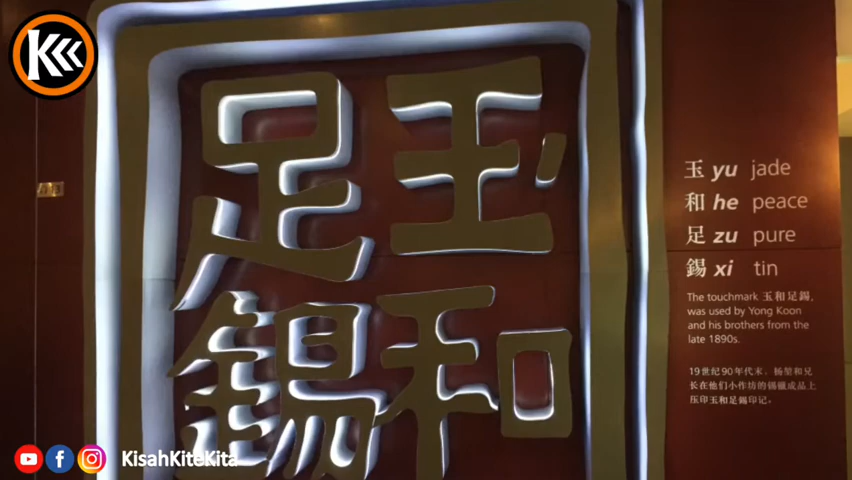 K
玉和
足錫
玉 yu jade
和 he peace
足 zu pure
錫 xi tin
The touchmark 玉和足錫,
was used by Yong Koon
and his brothers from the
late 1890s.
19世纪90年代末，杨堃和兄
长在他们小作坊的锡镴成品上
压印玉和足锡印记。
KisahKiteKita